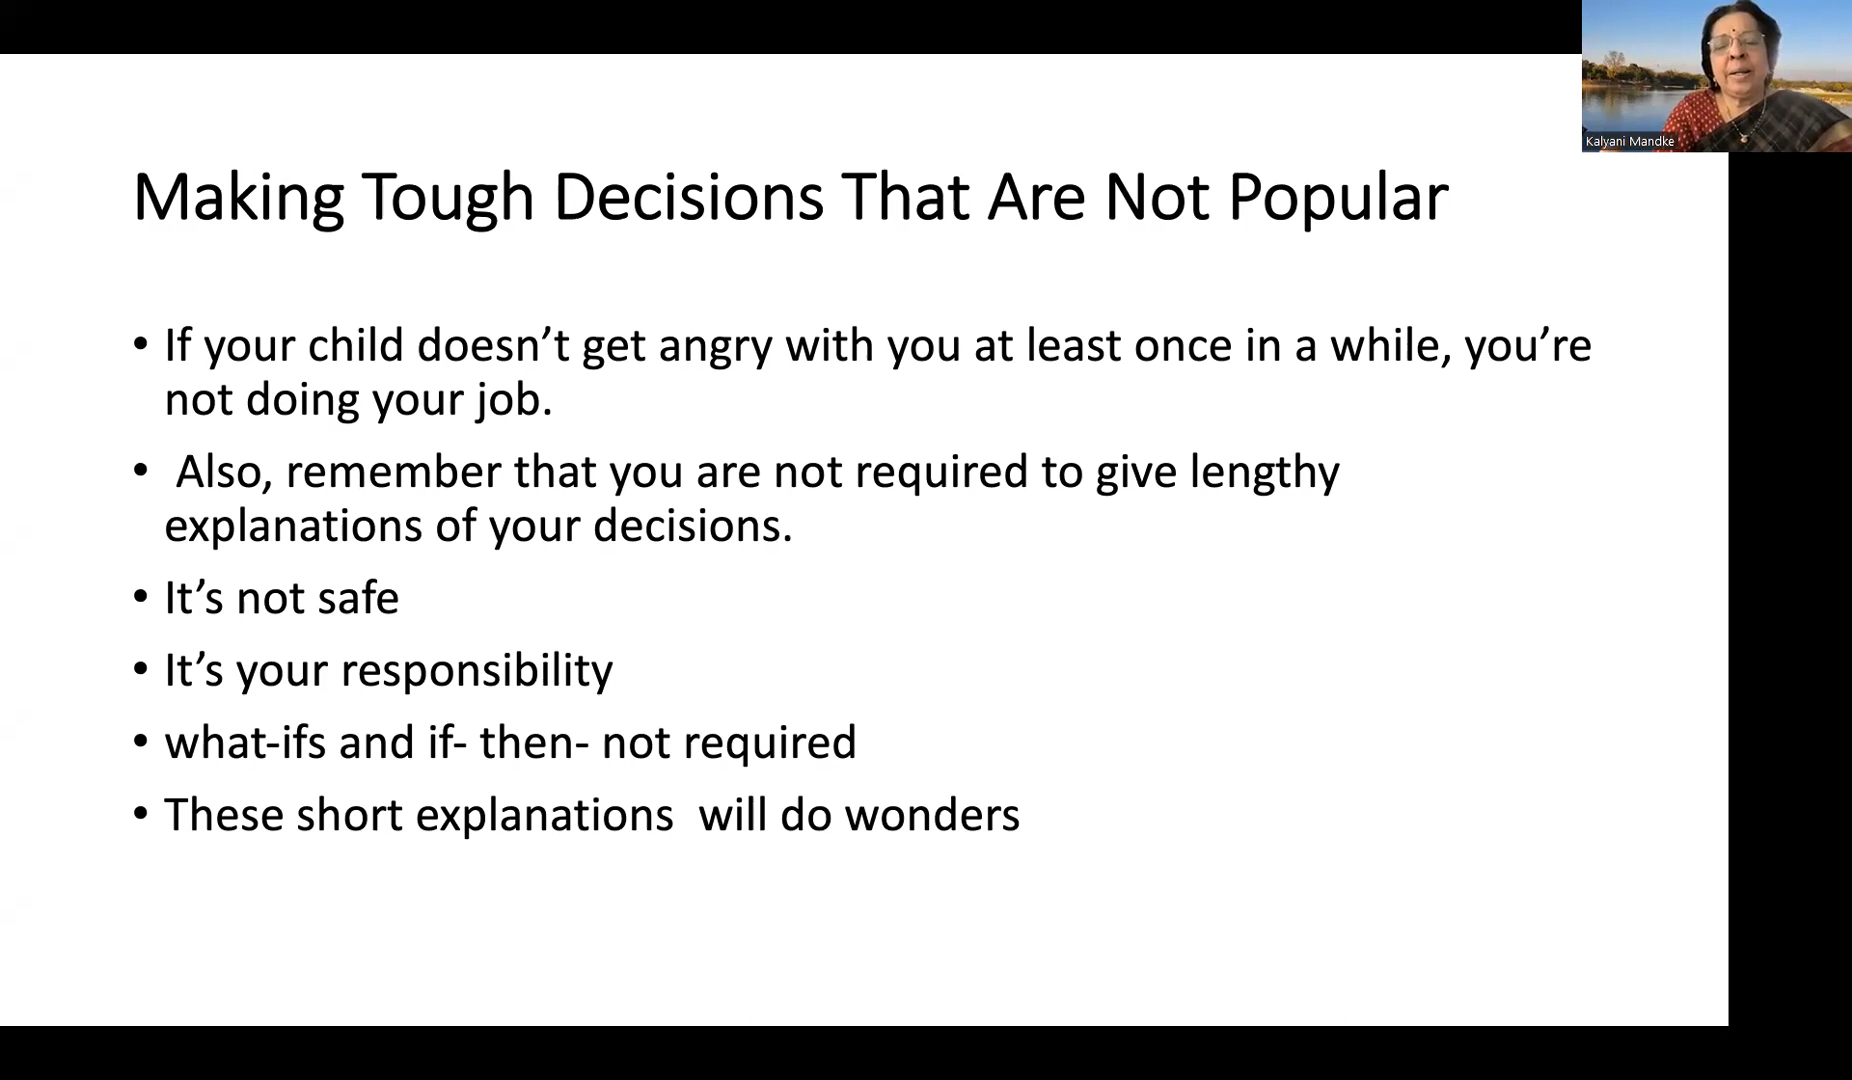 Kalyani Mandke
Making Tough Decisions That Are Not Popular
• If your child doesn’t get angry with you at least once in a while, you’re
not doing your job.
• Also, remember that you are not required to give lengthy
explanations of your decisions.
• It’s not safe
• It’s your responsibility
• what-ifs and if- then- not required
• These short explanations  will do wonders